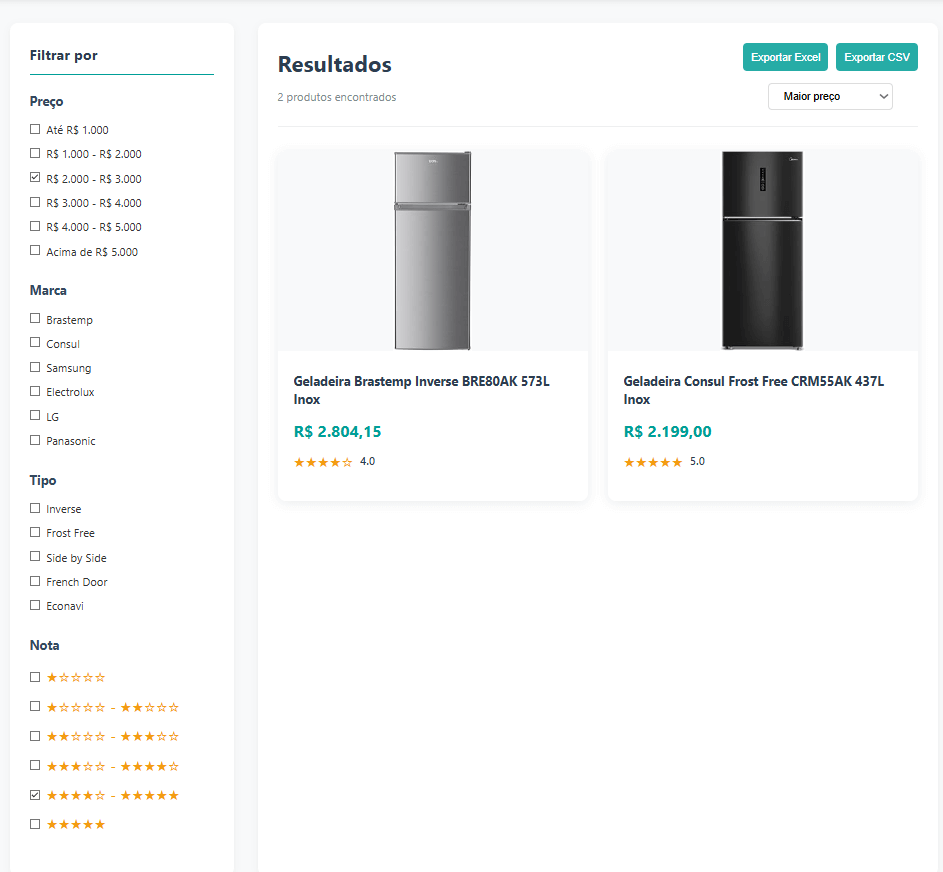 Filtrar por
Preço
Até R$ 1.000
R$ 1.000 - R$ 2.000
R$ 2.000 - R$ 3.000
R$ 3.000 - R$ 4.000
R$ 4.000 - R$ 5.000
Acima de R$ 5.000
Marca
Brastemp
Consul
Samsung
Electrolux
LG
Panasonic
Tipo
Inverse
Frost Free
Side by Side
French Door
Econavi
Nota
★☆☆☆☆
★☆☆☆☆ - ★★☆☆☆
★★☆☆☆ - ★★★☆☆
★★★☆☆ - ★★★★☆
★★★★☆ - ★★★★★
★★★★★
Resultados
Exportar Excel
Exportar CSV
2 produtos encontrados
Maior preço
Geladeira Brastemp Inverse BRE80AK 573L
Inox
R$ 2.804,15
★★★★☆ 4.0
Geladeira Consul Frost Free CRM55AK 437L
Inox
R$ 2.199,00
★★★★★ 5.0